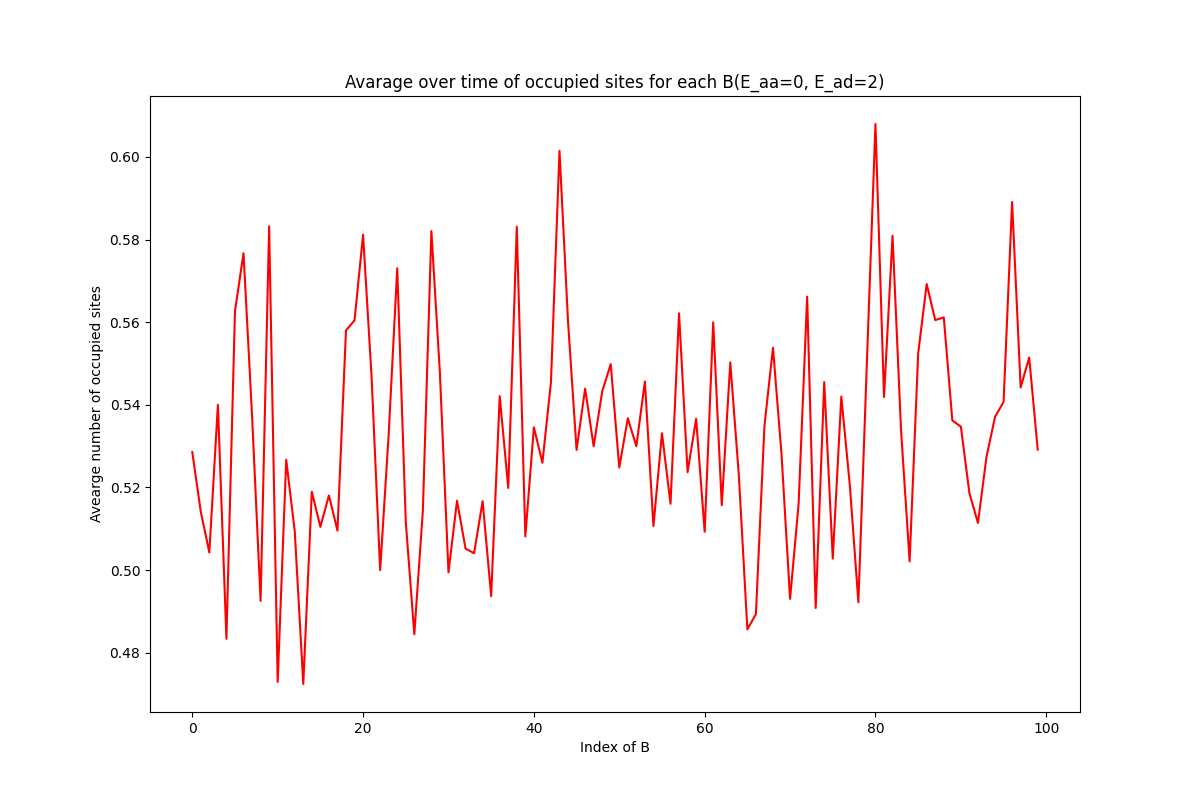 Avarage over time of occupied sites for each B(E_aa=0, E_ad=2)
0.60
0.58
0.56
0.54
0.52
0.50
0.48
Avearge number of occupied sites
0 20 40 60 80 100
Index of B